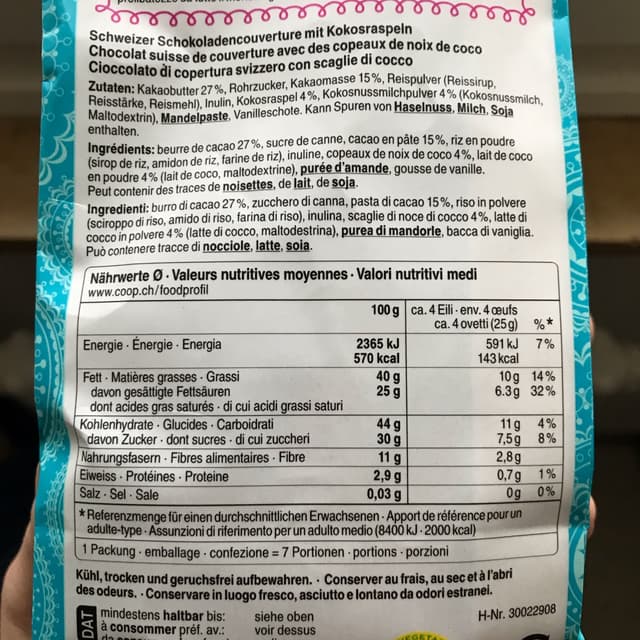 Schweizer Schokoladencouverture mit Kokosraspeln
Chocolat suisse de couverture avec des copeaux de noix de coco
Cioccolato di copertura svizzero con scaglie di cocco
Zutaten: Kakaobutter 27%, Rohrzucker, Kakaomasse 15%, Reispulver (Reissirup,
Reisstärke, Reismehl), Inulin, Kokosraspel 4%, Kokosnussmilchpulver 4% (Kokosnussmilch,
Maltodextrin), Mandelpaste, Vanilleschote. Kann Spuren von Haselnuss, Milch, Soja
enthalten.
Ingrédients: beurre de cacao 27%, sucre de canne, cacao en pâte 15%, riz en poudre
(sirop de riz, amidon de riz, farine de riz), inuline, copeaux de noix de coco 4%, lait de coco
en poudre 4% (lait de coco, maltodextrine), purée d'amande, gousse de vanille.
Peut contenir des traces de noisettes, de lait, de soja.
Ingredienti: burro di cacao 27%, zucchero di canna, pasta di cacao 15%, riso in polvere
(sciroppo di riso, amido di riso, farina di riso), inulina, scaglie di noce di cocco 4%, latte di
cocco in polvere 4% (latte di cocco, maltodestrina), purea di mandorle, bacca di vaniglia.
Può contenere tracce di nocciole, latte, soia.
Nährwerte Ø · Valeurs nutritives moyennes · Valori nutritivi medi
www.coop.ch/foodprofil
100 g ca. 4 Eili · env. 4 œufs
ca. 4 ovetti (25 g) %*
Energie · Énergie · Energia 2365 kJ 591 kJ 7%
570 kcal 143 kcal
Fett · Matières grasses · Grassi 40 g 10 g 14%
davon gesättigte Fettsäuren 25 g 6.3 g 32%
dont acides gras saturés · di cui acidi grassi saturi
Kohlenhydrate · Glucides · Carboidrati 44 g 11 g 4%
davon Zucker · dont sucres · di cui zuccheri 30 g 7,5 g 8%
Nahrungsfasern · Fibres alimentaires · Fibre 11 g 2,8 g
Eiweiss · Protéines · Proteine 2,9 g 0,7 g 1%
Salz · Sel · Sale 0,03 g 0 g 0%
* Referenzmenge für einen durchschnittlichen Erwachsenen · Apport de référence pour un
adulte-type · Assunzioni di riferimento per un adulto medio (8400 kJ · 2000 kcal)
1 Packung · emballage · confezione = 7 Portionen · portions · porzioni
Kühl, trocken und geruchsfrei aufbewahren. · Conserver au frais, au sec et à l'abri
des odeurs. · Conservare in luogo fresco, asciutto e lontano da odori estranei.
DAT
mindestens haltbar bis: siehe oben
à consommer préf. av.: voir dessus
H-Nr. 30022908